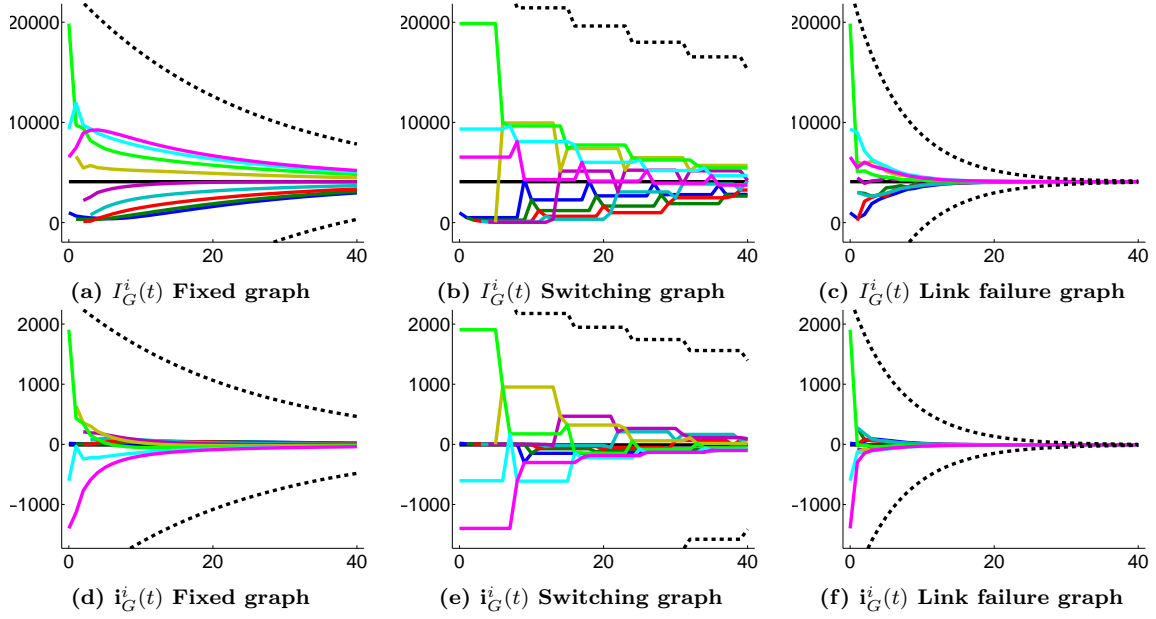 20000
10000
0
0 20 40
(a) I_G^i(t) Fixed graph
20000
10000
0
0 20 40
(b) I_G^i(t) Switching graph
20000
10000
0
0 20 40
(c) I_G^i(t) Link failure graph
2000
1000
0
−1000
0 20 40
(d) i_G^i(t) Fixed graph
2000
1000
0
−1000
0 20 40
(e) i_G^i(t) Switching graph
2000
1000
0
−1000
0 20 40
(f) i_G^i(t) Link failure graph